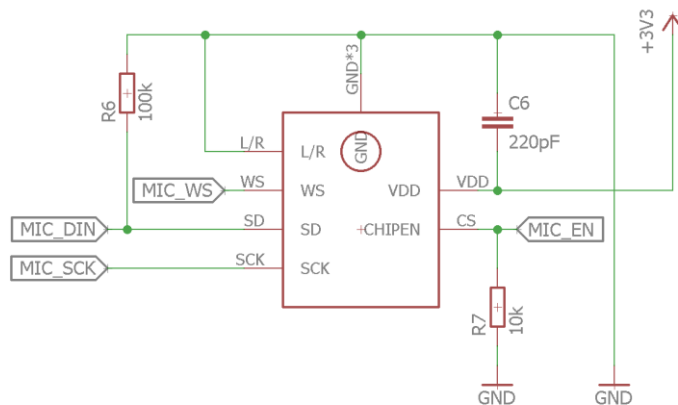 +3V3
GND*3
R6
100k
C6
220pF
L/R
L/R
GND
MIC_WS
WS
WS
VDD
VDD
MIC_DIN
SD
SD
+CHIPEN
CS
MIC_EN
MIC_SCK
SCK
SCK
R7
10k
GND
GND